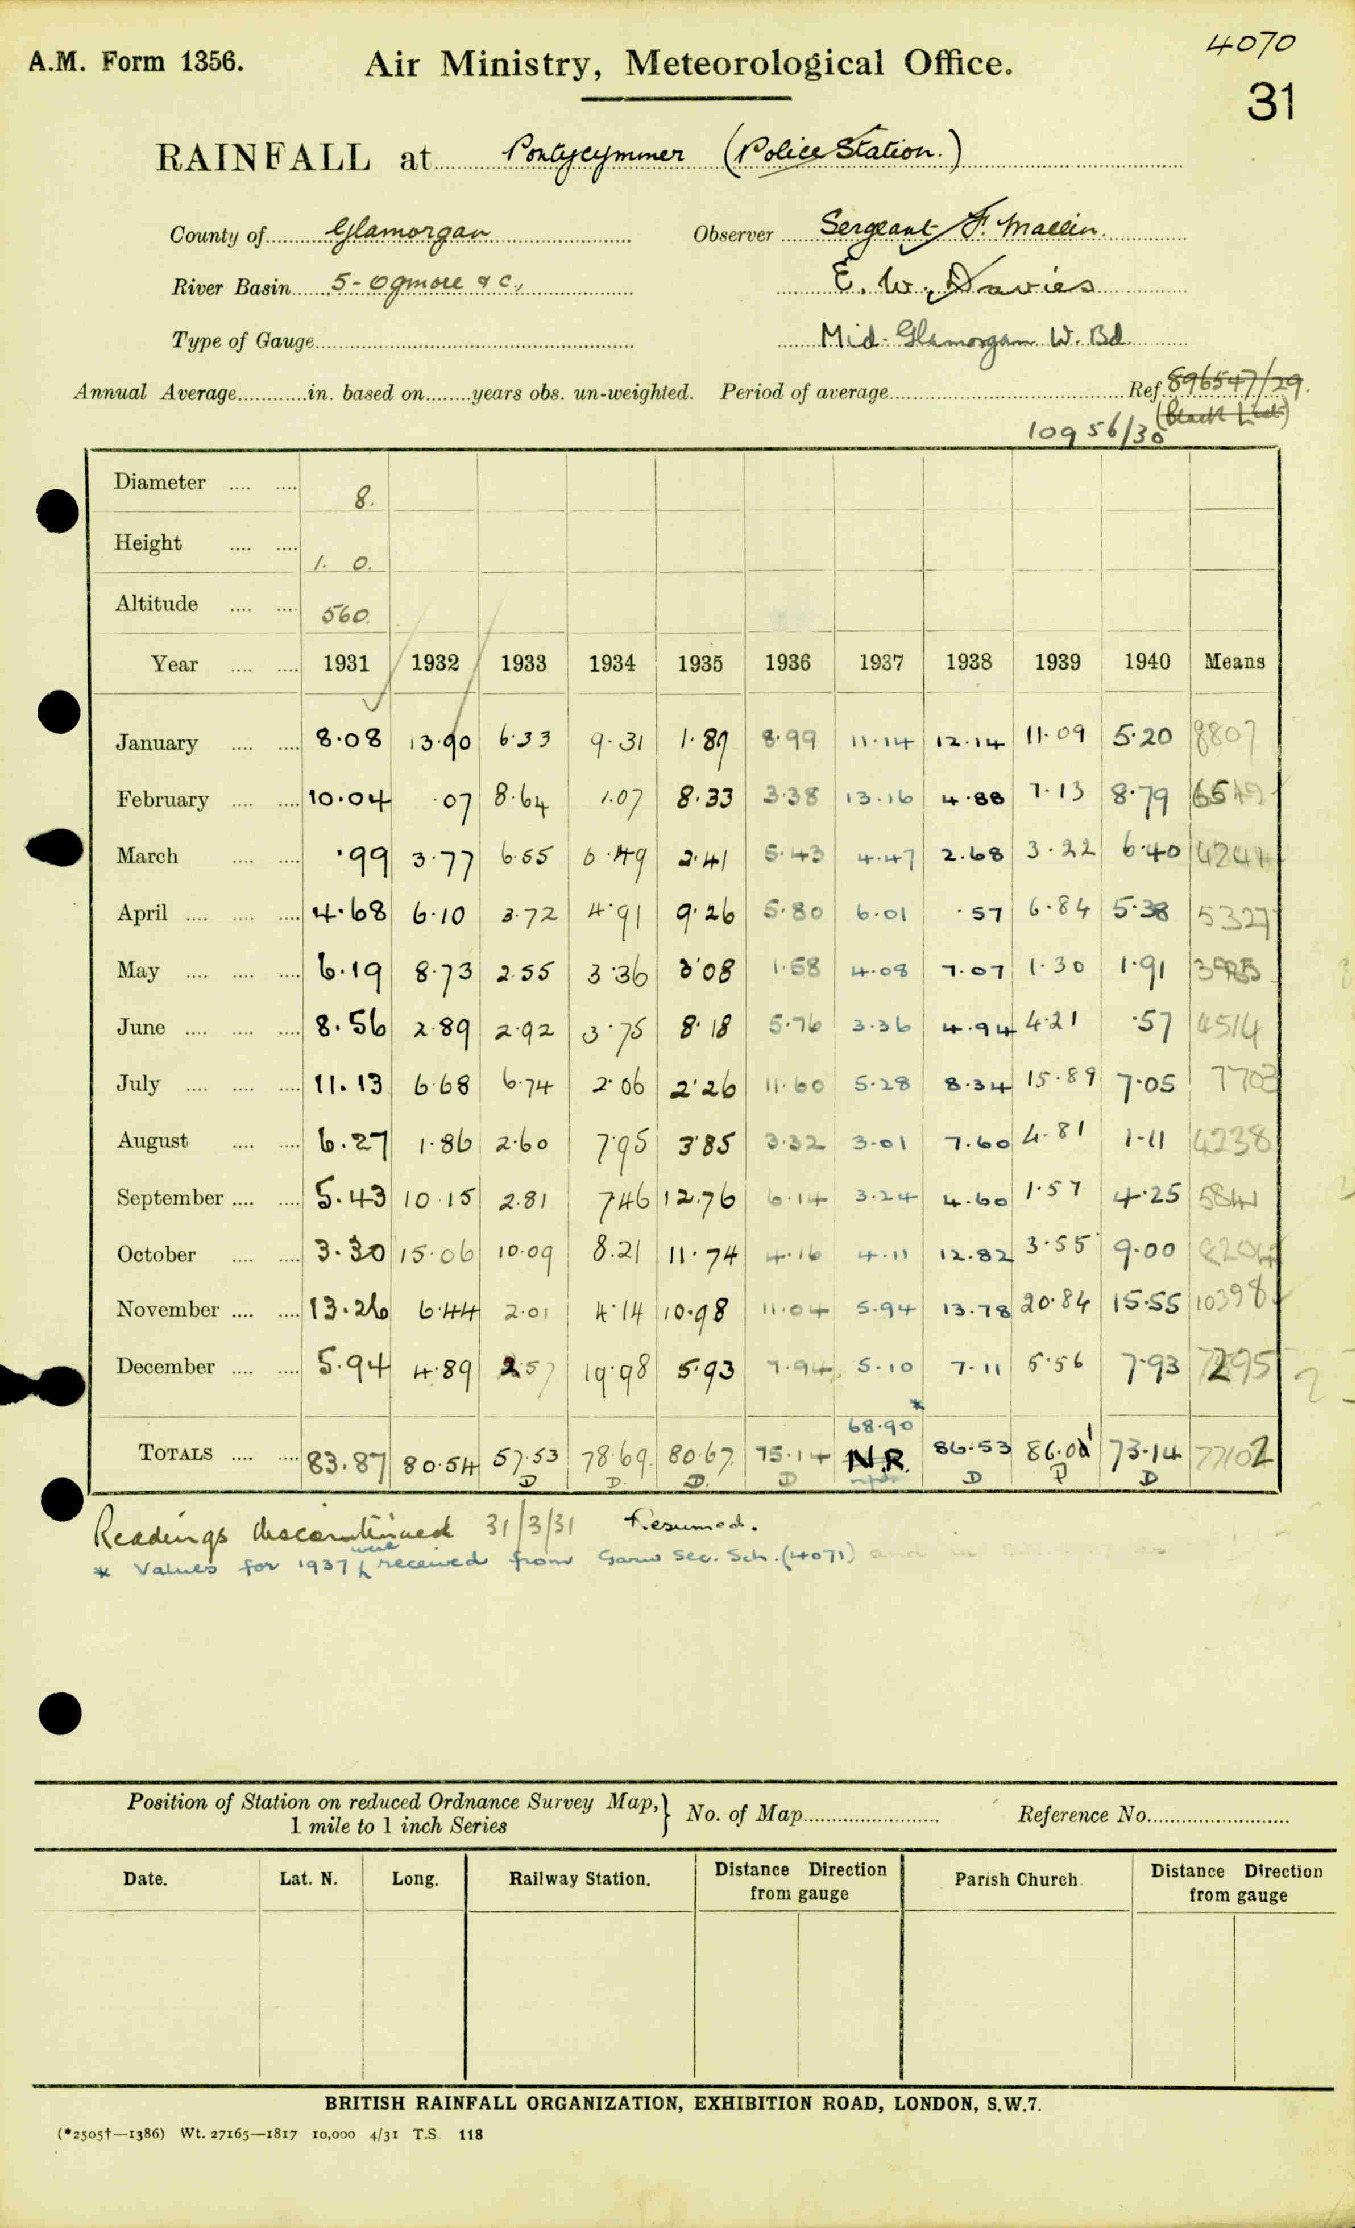 4070
A.M. Form 1356. Air Ministry, Meteorological Office.
31
RAINFALL at Pontycymmer (Police Station.)
County of Glamorgan Observer Sergeant F. Mallin.
River Basin 5-Ogmore & c., E. W. Davies
Type of Gauge Mid-Glamorgan W. Bd.
Annual Average in. based on years obs. un-weighted. Period of average Ref. 896547/29.
(Black List)
10956/30
Diameter 8.
Height 1. 0.
Altitude 560.
Year 1931 1932 1933 1934 1935 1936 1937 1938 1939 1940 Means
January 8.08 13.90 6.33 9.31 1.89 8.99 11.14 12.14 11.09 5.20 8807
February 10.04 .07 8.64 1.07 8.33 3.38 13.16 4.88 7.13 8.79 6549
March .99 3.77 6.55 6.49 2.41 5.43 4.47 2.68 3.22 6.40 4241
April 4.68 6.10 3.72 4.91 9.26 5.80 6.01 .57 6.84 5.38 5327
May 6.19 8.73 2.55 3.36 3.08 1.58 4.08 7.07 1.30 1.91
June 8.56 2.89 2.92 3.75 8.18 5.76 3.36 4.94 4.21 .57 4514
July 11.13 6.68 6.74 2.06 2.26 11.60 5.28 8.34 15.89 7.05 7703
August 6.27 1.86 2.60 7.95 3.85 3.32 3.01 7.60 4.81 1.11 4238
September 5.43 10.15 2.81 7.46 12.76 6.14 3.24 4.60 1.57 4.25 5841
October 3.30 15.06 10.09 8.21 11.74 4.16 4.11 12.82 3.55 9.00 8204
November 13.26 6.44 2.01 4.14 10.98 11.04 5.94 13.78 20.84 15.55 10398
December 5.94 4.89 2.57 19.98 5.93 7.94 5.10 7.11 6.56 7.93 7295
*
68.90
TOTALS 83.87 80.54 57.53 78.69 80.67 75.14 N.R. 86.53 86.01 73.14 77102
D D. D. D D D D
Readings discontinued 31/3/31 Resumed.
* Values for 1937 were received from Garw Sec. Sch. (4071) and
Position of Station on reduced Ordnance Survey Map, } No. of Map Reference No.
1 mile to 1 inch Series
Date. Lat. N. Long. Railway Station. Distance Direction from gauge Parish Church. Distance Direction from gauge
BRITISH RAINFALL ORGANIZATION, EXHIBITION ROAD, LONDON, S.W.7.
(*2505†—1386) Wt. 27165—1817 10,000 4/31 T.S. 118